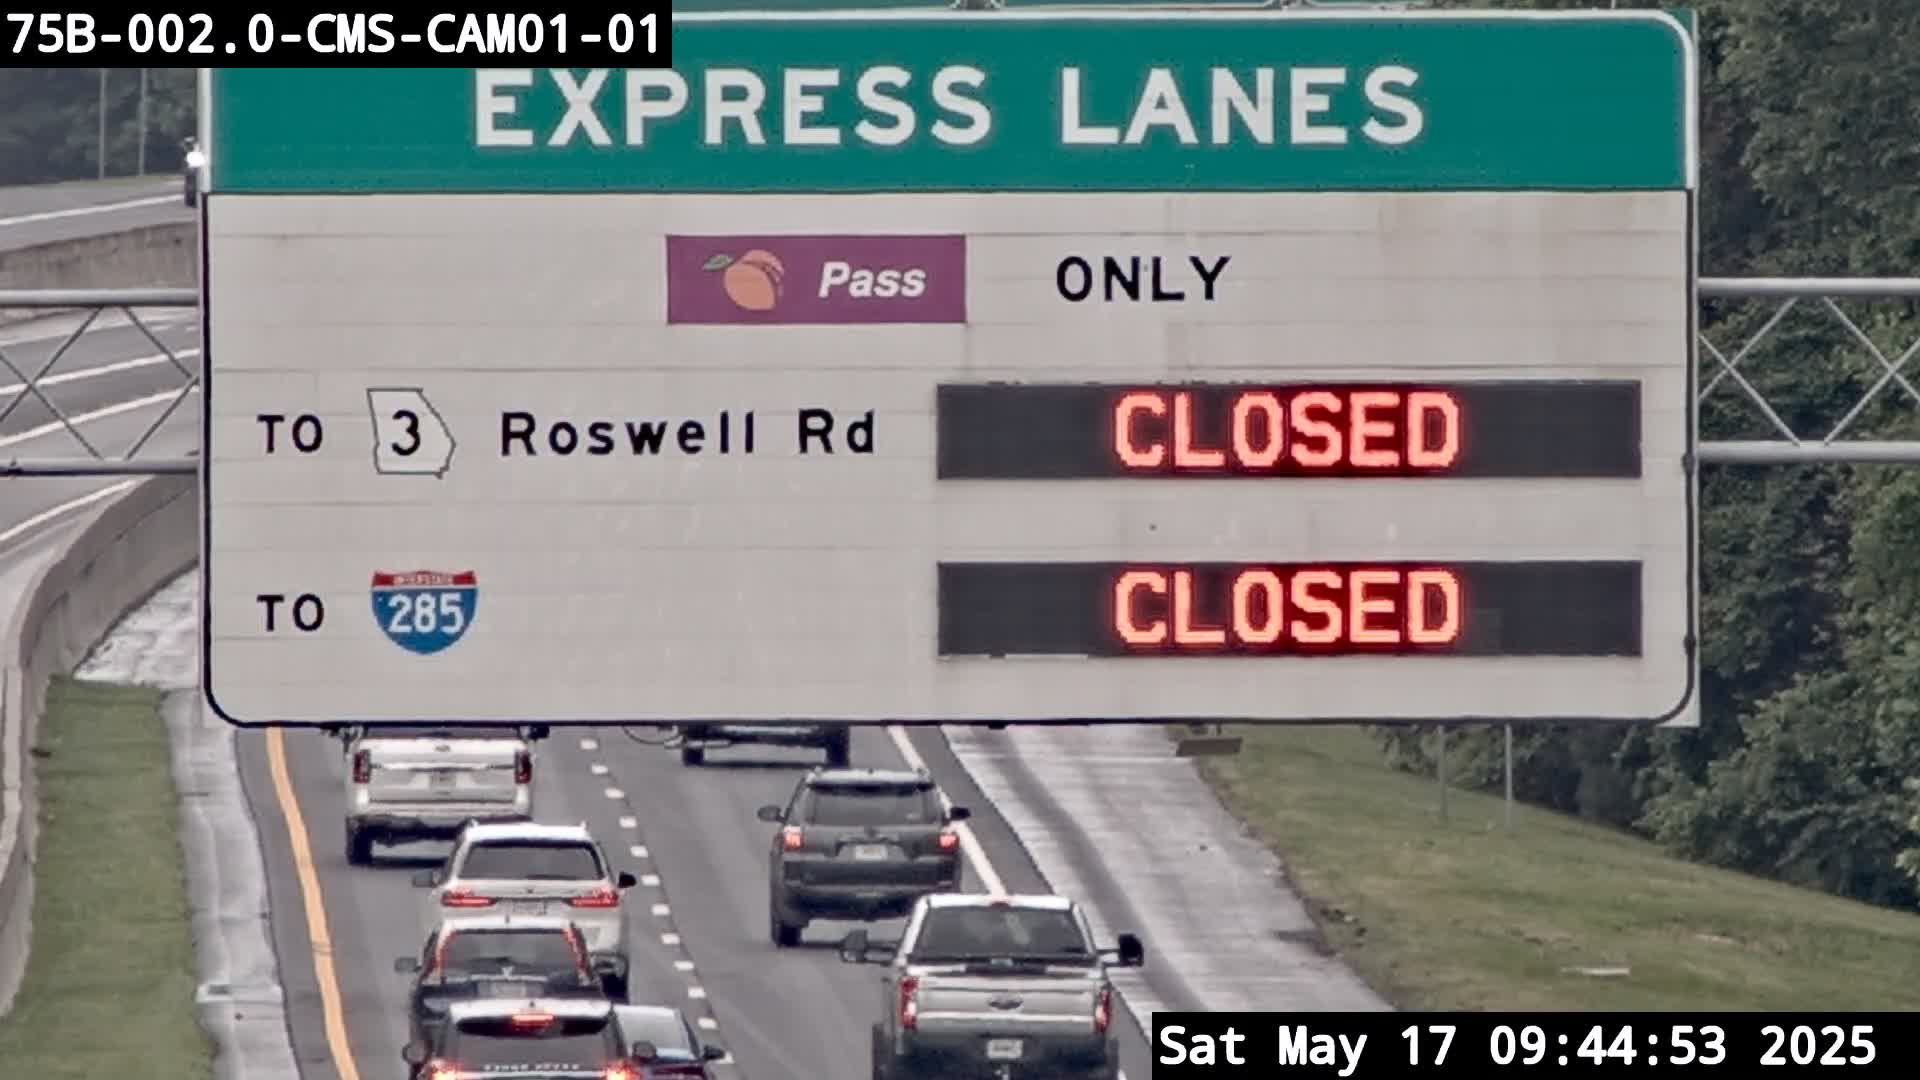 75B-002.0-CMS-CAM01-01
EXPRESS LANES
Pass ONLY
TO 3 Roswell Rd CLOSED
TO INTERSTATE 285 CLOSED
Sat May 17 09:44:53 2025